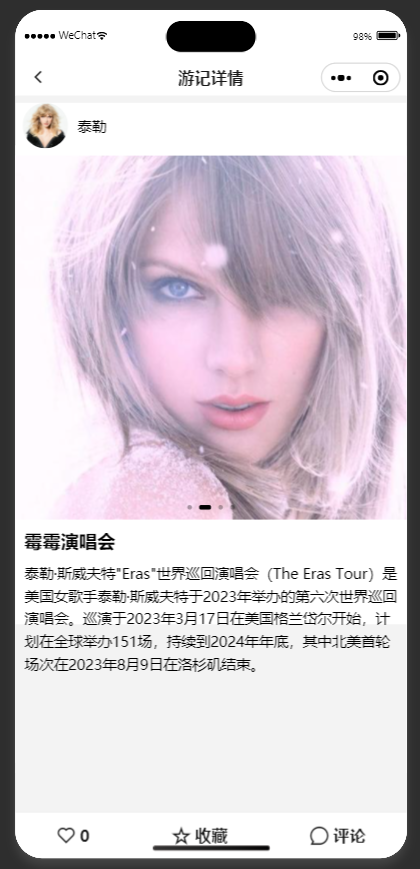 WeChat 98%
游记详情
泰勒
霉霉演唱会
泰勒·斯威夫特"Eras"世界巡回演唱会（The Eras Tour）是
美国女歌手泰勒·斯威夫特于2023年举办的第六次世界巡回
演唱会。巡演于2023年3月17日在美国格兰岱尔开始，计
划在全球举办151场，持续到2024年年底，其中北美首轮
场次在2023年8月9日在洛杉矶结束。
0 收藏 评论